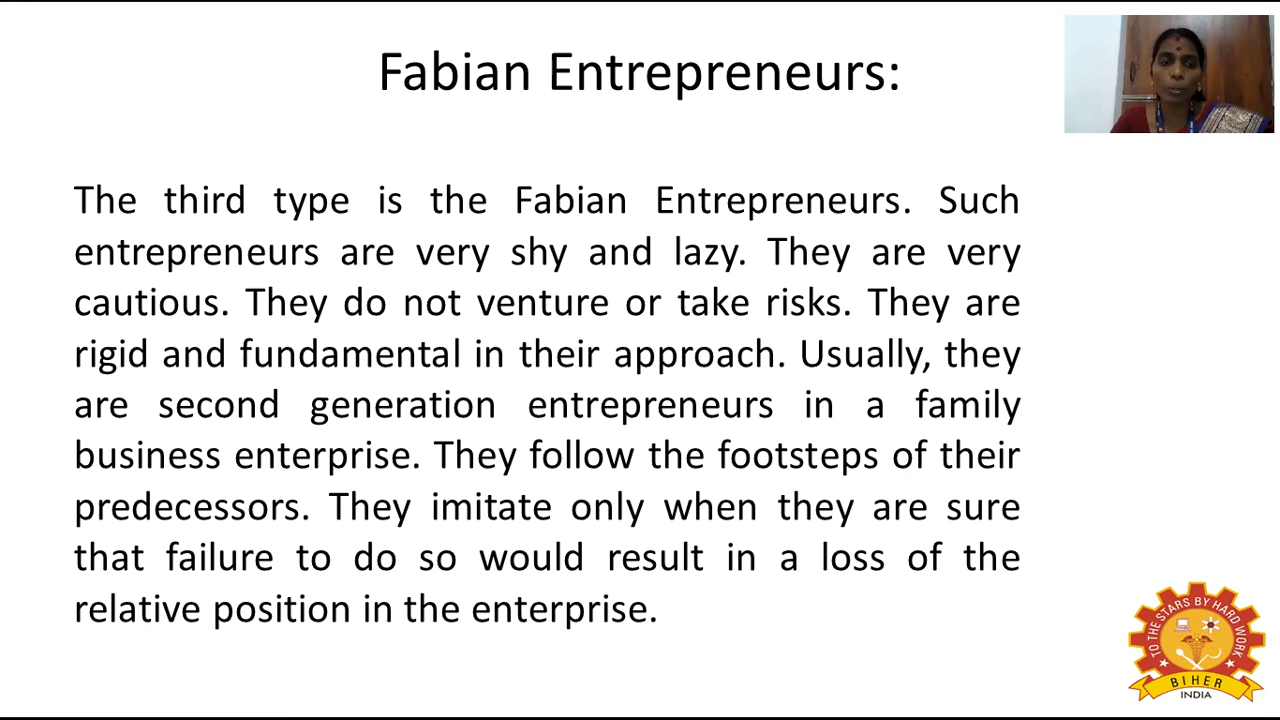 Fabian Entrepreneurs:
The third type is the Fabian Entrepreneurs. Such
entrepreneurs are very shy and lazy. They are very
cautious. They do not venture or take risks. They are
rigid and fundamental in their approach. Usually, they
are second generation entrepreneurs in a family
business enterprise. They follow the footsteps of their
predecessors. They imitate only when they are sure
that failure to do so would result in a loss of the
relative position in the enterprise.
TO THE STARS BY HARD WORK
BIHER
INDIA